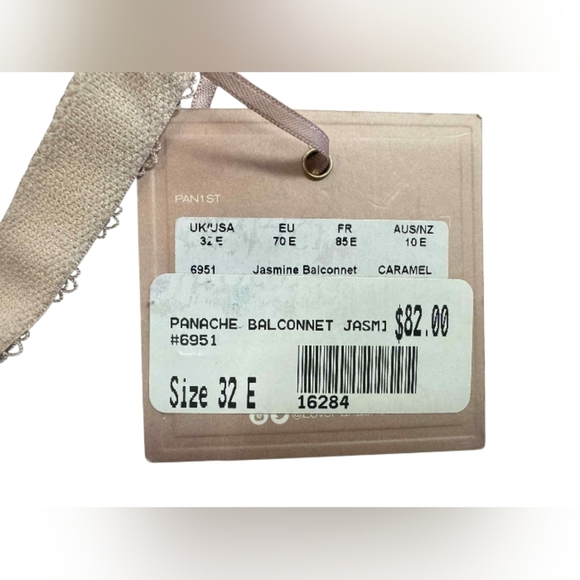 PAN1ST
UK/USA EU FR AUS/NZ
32 E 70 E 85 E 10 E
6951 Jasmine Balconnet CARAMEL
PANACHE BALCONNET JASMI $82.00
#6951
Size 32 E
16284